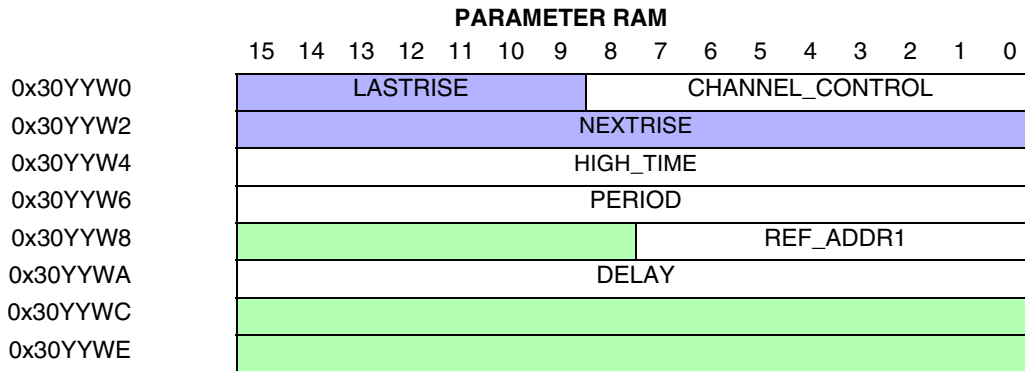 PARAMETER RAM
15 14 13 12 11 10 9 8 7 6 5 4 3 2 1 0
0x30YYW0 LASTRISE CHANNEL_CONTROL
0x30YYW2 NEXTRISE
0x30YYW4 HIGH_TIME
0x30YYW6 PERIOD
0x30YYW8 REF_ADDR1
0x30YYWA DELAY
0x30YYWC
0x30YYWE